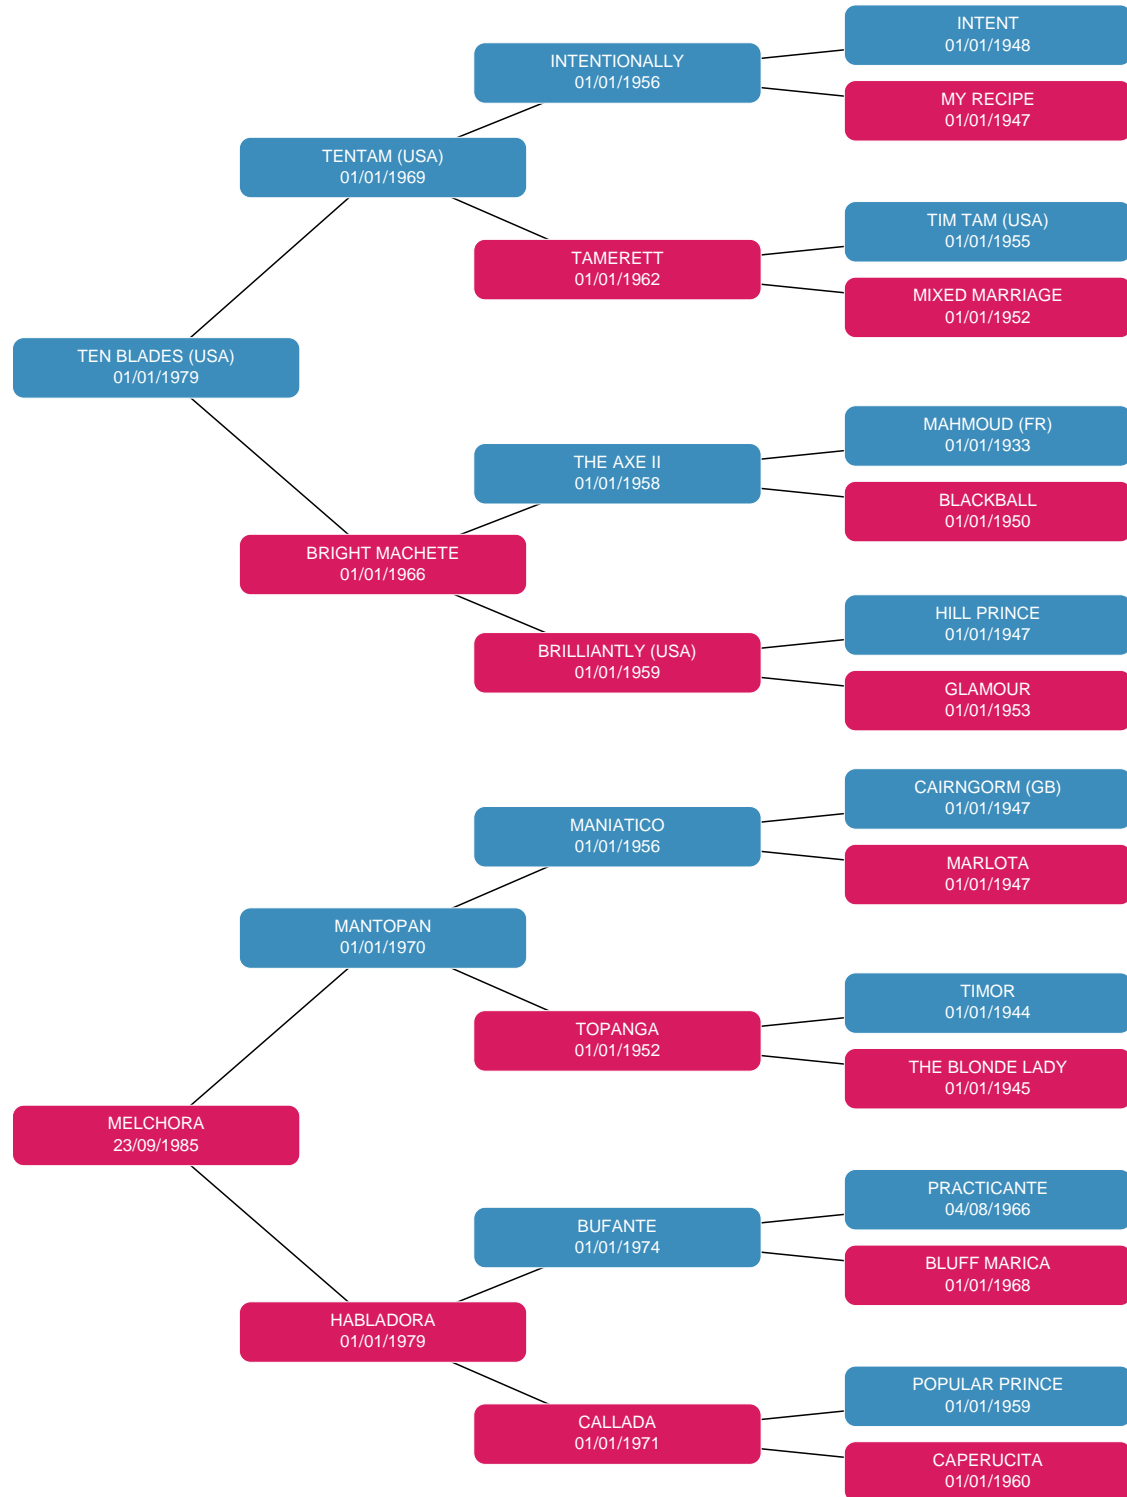 INTENT
01/01/1948
INTENTIONALLY
01/01/1956
MY RECIPE
01/01/1947
TENTAM (USA)
01/01/1969
TIM TAM (USA)
01/01/1955
TAMERETT
01/01/1962
MIXED MARRIAGE
01/01/1952
TEN BLADES (USA)
01/01/1979
MAHMOUD (FR)
01/01/1933
THE AXE II
01/01/1958
BLACKBALL
01/01/1950
BRIGHT MACHETE
01/01/1966
HILL PRINCE
01/01/1947
BRILLIANTLY (USA)
01/01/1959
GLAMOUR
01/01/1953
CAIRNGORM (GB)
01/01/1947
MANIATICO
01/01/1956
MARLOTA
01/01/1947
MANTOPAN
01/01/1970
TIMOR
01/01/1944
TOPANGA
01/01/1952
THE BLONDE LADY
01/01/1945
MELCHORA
23/09/1985
PRACTICANTE
04/08/1966
BUFANTE
01/01/1974
BLUFF MARICA
01/01/1968
HABLADORA
01/01/1979
POPULAR PRINCE
01/01/1959
CALLADA
01/01/1971
CAPERUCITA
01/01/1960